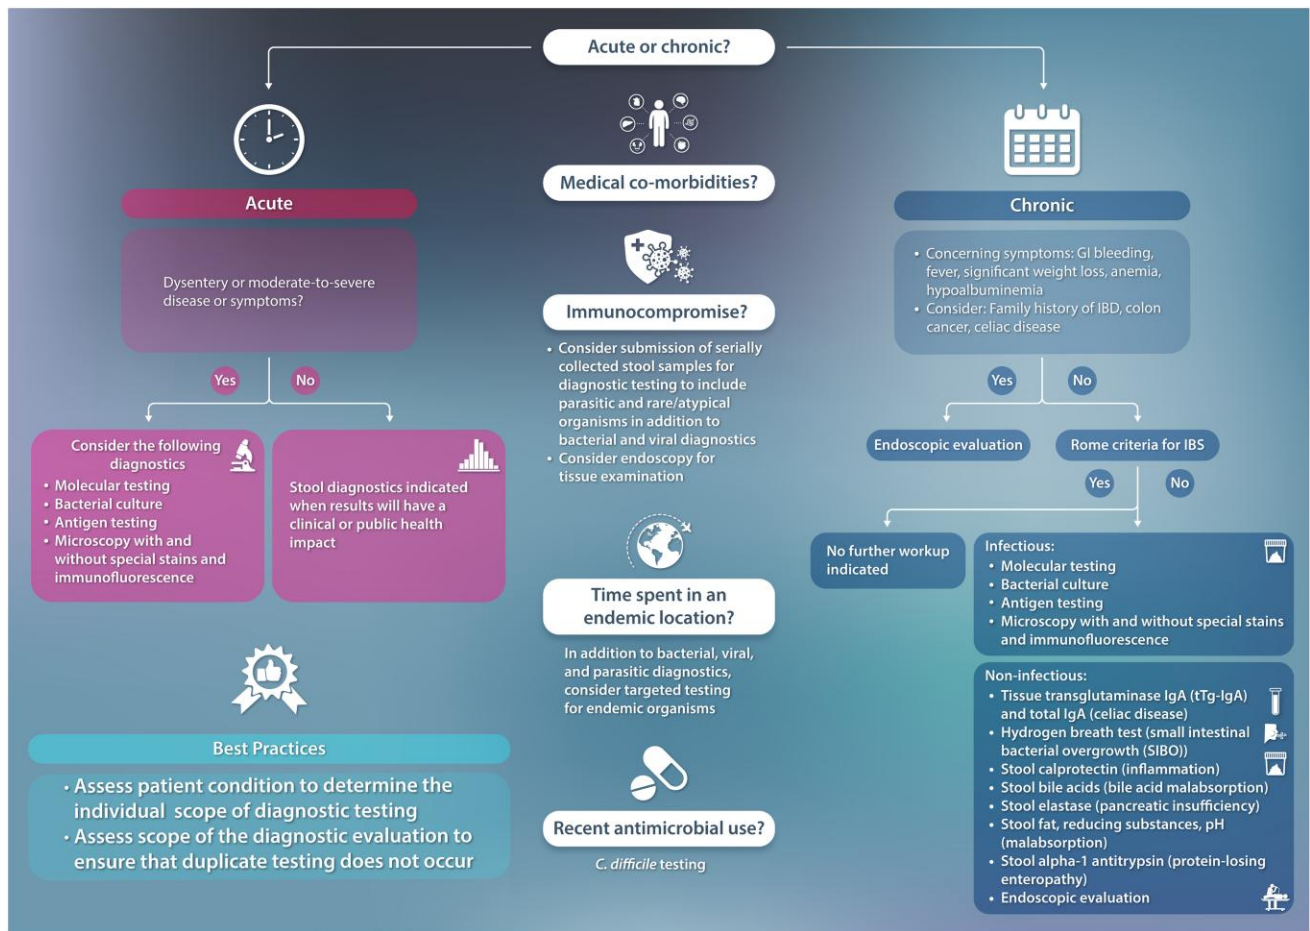 Acute or chronic?
Acute
Dysentery or moderate-to-severe
disease or symptoms?
Yes
No
Consider the following
diagnostics
• Molecular testing
• Bacterial culture
• Antigen testing
• Microscopy with and
without special stains and
immunofluorescence
Stool diagnostics indicated
when results will have a
clinical or public health
impact
Best Practices
• Assess patient condition to determine the
individual scope of diagnostic testing
• Assess scope of the diagnostic evaluation to
ensure that duplicate testing does not occur
Medical co-morbidities?
Immunocompromise?
• Consider submission of serially
collected stool samples for
diagnostic testing to include
parasitic and rare/atypical
organisms in addition to
bacterial and viral diagnostics
• Consider endoscopy for
tissue examination
Time spent in an
endemic location?
In addition to bacterial, viral,
and parasitic diagnostics,
consider targeted testing
for endemic organisms
Recent antimicrobial use?
C. difficile testing
Chronic
• Concerning symptoms: GI bleeding,
fever, significant weight loss, anemia,
hypoalbuminemia
• Consider: Family history of IBD, colon
cancer, celiac disease
Yes
No
Endoscopic evaluation
Rome criteria for IBS
Yes
No
No further workup
indicated
Infectious:
• Molecular testing
• Bacterial culture
• Antigen testing
• Microscopy with and without special stains
and immunofluorescence
Non-infectious:
• Tissue transglutaminase IgA (tTg-IgA)
and total IgA (celiac disease)
• Hydrogen breath test (small intestinal
bacterial overgrowth (SIBO))
• Stool calprotectin (inflammation)
• Stool bile acids (bile acid malabsorption)
• Stool elastase (pancreatic insufficiency)
• Stool fat, reducing substances, pH
(malabsorption)
• Stool alpha-1 antitrypsin (protein-losing
enteropathy)
• Endoscopic evaluation